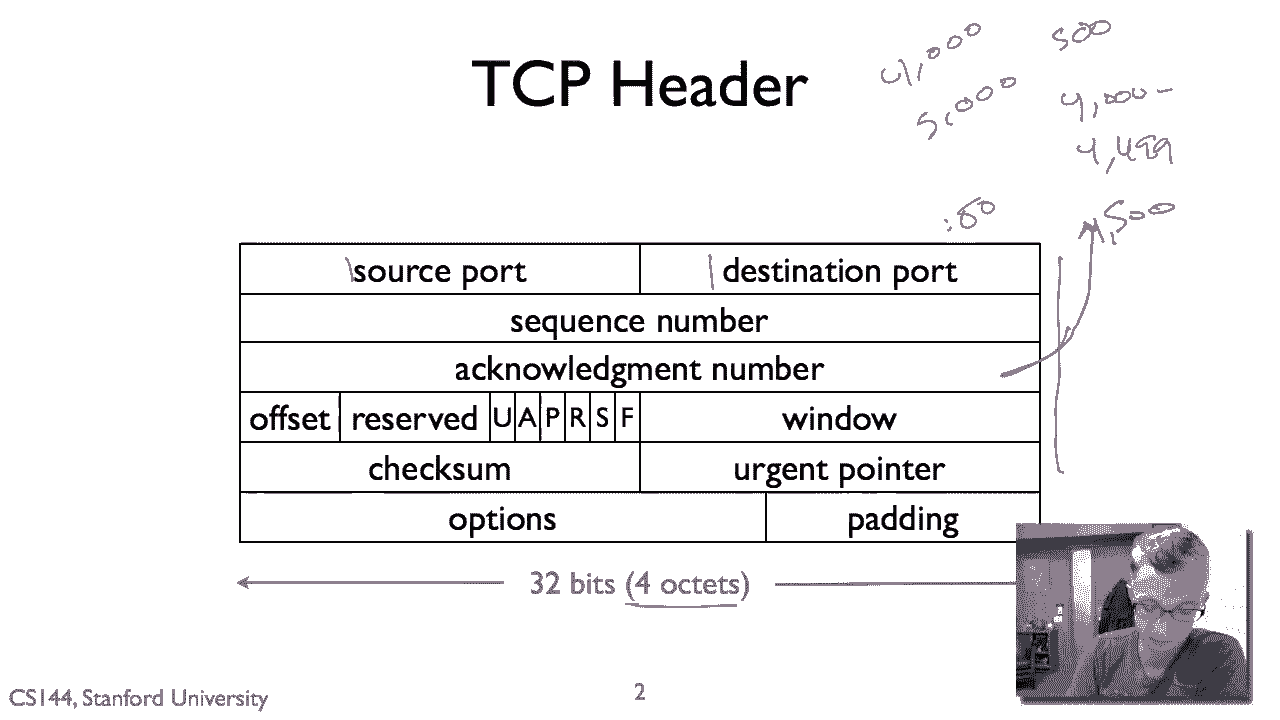 4,000 500
TCP Header
5,000 4,000-
4,499
:80 4,500
source port destination port
sequence number
acknowledgment number
offset reserved U A P R S F window
checksum urgent pointer
options padding
32 bits (4 octets)
CS144, Stanford University 2